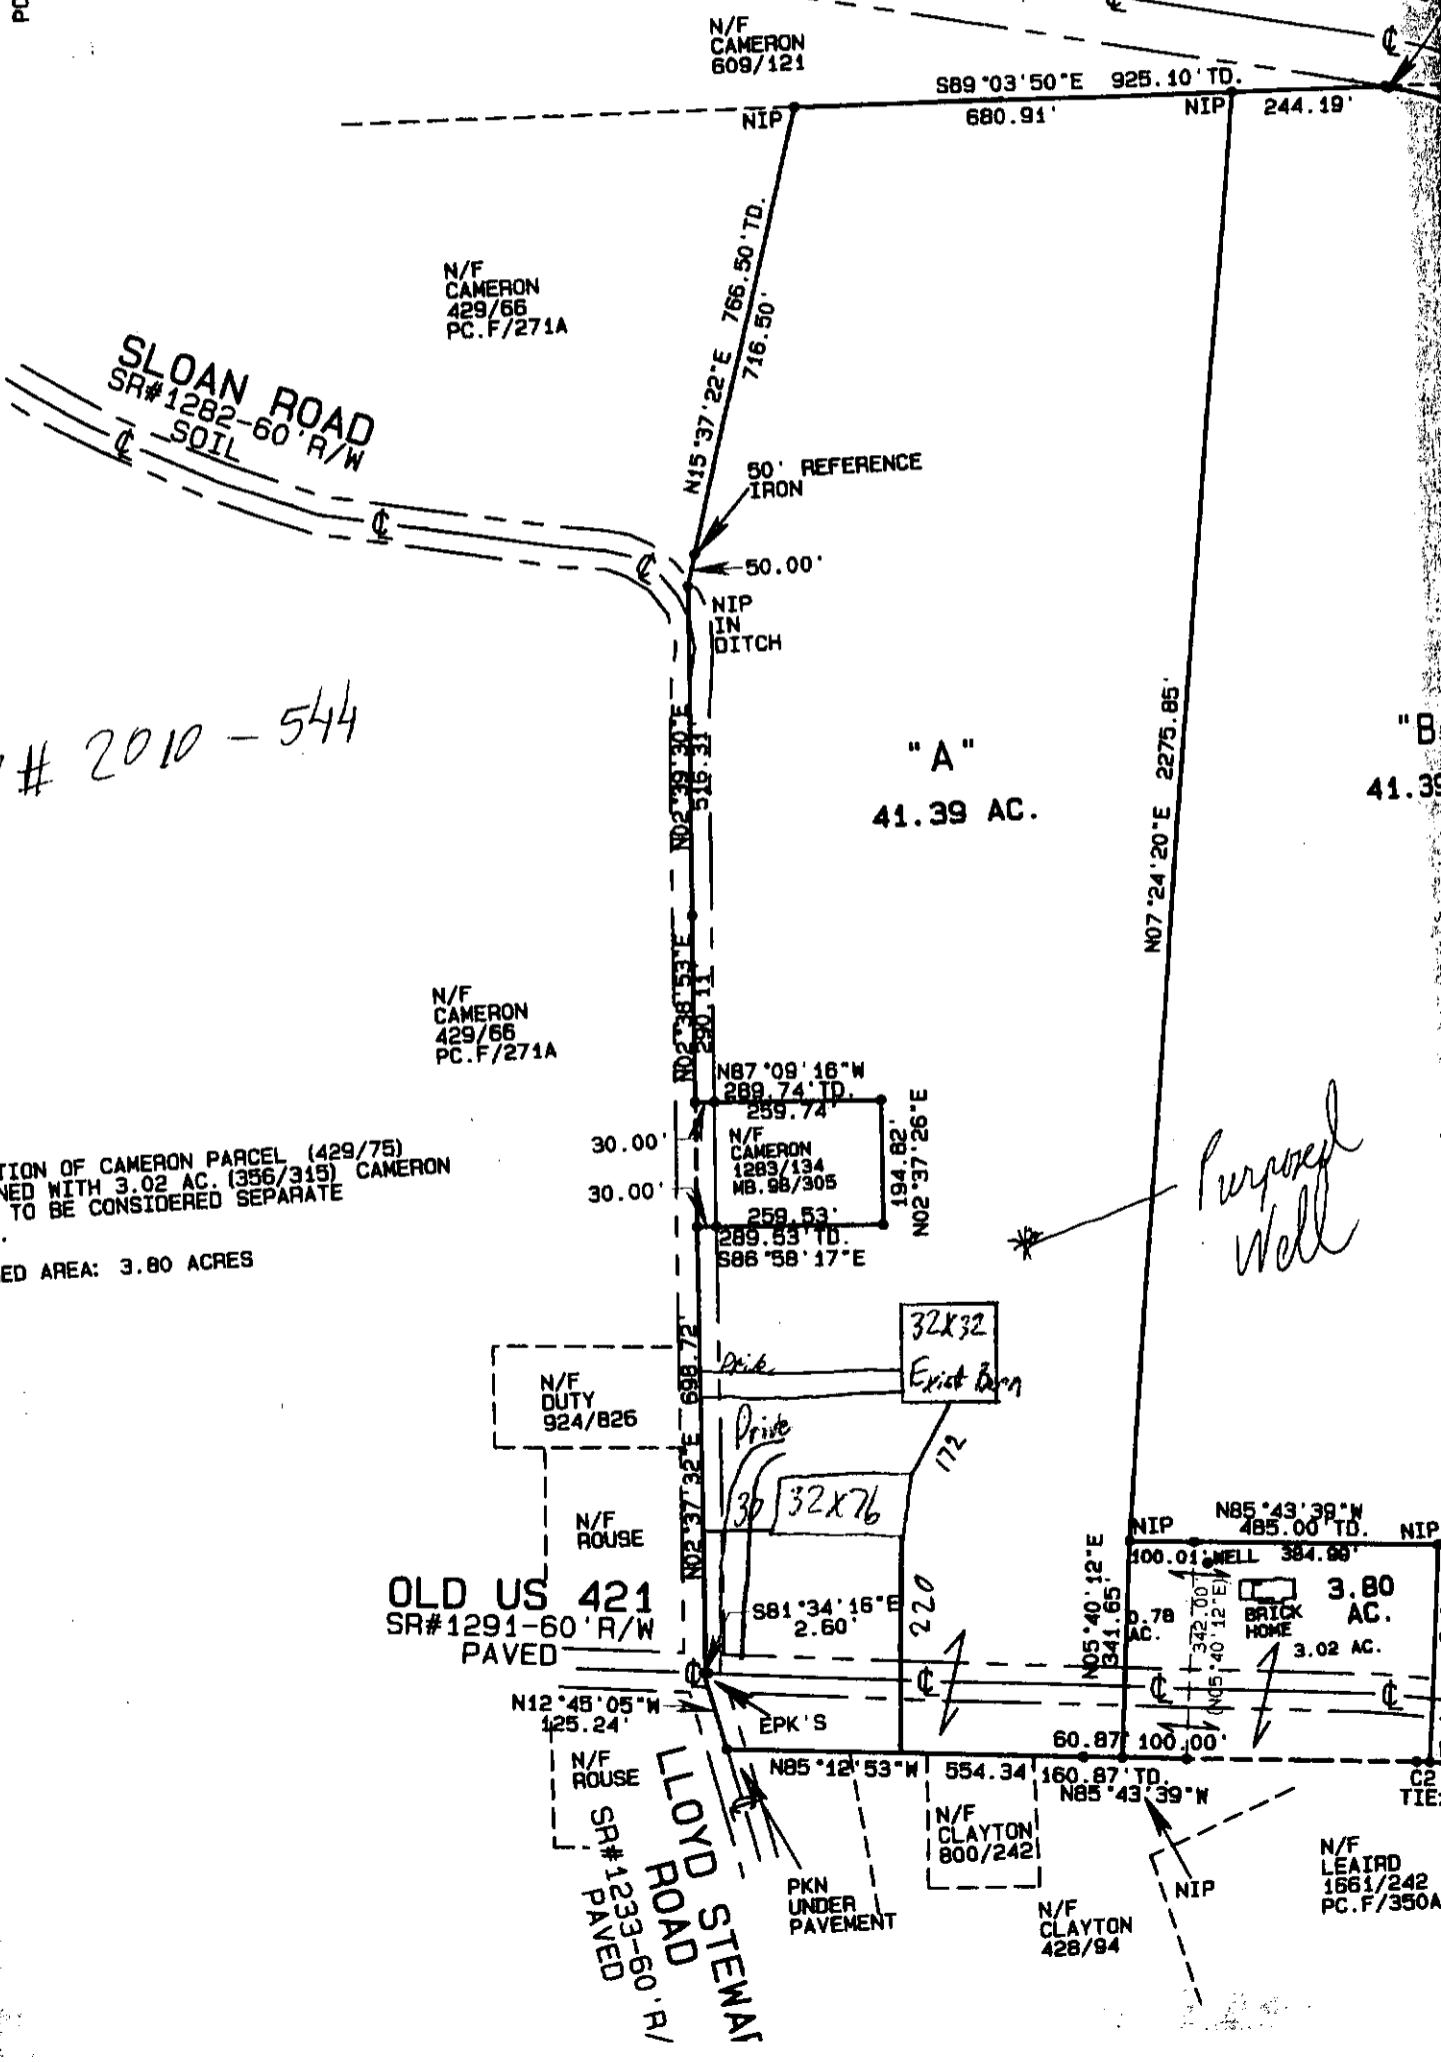 N/F
CAMERON
609/121
S89°03'50"E 925.10'TD.
NIP
680.91'
NIP
244.19'
N15°37'22"E 766.50'TD.
716.50'
N/F
CAMERON
429/66
PC.F/271A
SLOAN ROAD
SR#1282-60'R/W
SOIL
50' REFERENCE
IRON
50.00'
NIP
IN
DITCH
# 2010 - 544
N02°39'30"E
516.31'
"A"
41.39 AC.
N07°24'20"E 2275.85'
"B
41.39
N/F
CAMERON
429/66
PC.F/271A
N02°38'53"E
290.11'
N87°09'16"W
289.74'TD.
259.74'
30.00'
N/F
CAMERON
1283/134
MB.98/305
194.82'
N02°37'26"E
30.00'
259.53'
289.53'TD.
S86°58'17"E
TION OF CAMERON PARCEL (429/75)
NED WITH 3.02 AC. (356/315) CAMERON
TO BE CONSIDERED SEPARATE
.
ED AREA: 3.80 ACRES
Purposed
Well
32X32
Exist Barn
Drive
N/F
DUTY
924/826
N02°37'32"E 698.72'
Drive
172
30
32X76
N/F
ROUSE
OLD US 421
SR#1291-60'R/W
PAVED
S81°34'16"E
2.60'
220
NIP
N85°43'39"W
485.00'TD.
NIP
100.01'
WELL
384.99'
N05°40'12"E
341.65'
0.78
AC.
342.00'
(N05°40'12"E)
BRICK
HOME
3.80
AC.
3.02 AC.
N12°45'05"W
125.24'
EPK'S
N/F
ROUSE
60.87'
100.00'
N85°12'53"W
554.34'
160.87'TD.
N85°43'39"W
C2
TIE:
LLOYD STEWA
ROAD
SR#1233-60'R/
PAVED
PKN
UNDER
PAVEMENT
N/F
CLAYTON
800/242
N/F
CLAYTON
428/94
NIP
N/F
LEAIRD
1661/242
PC.F/350A